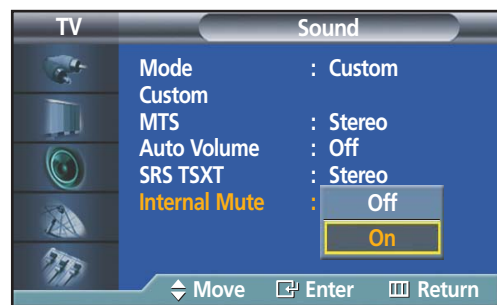 TV Sound
Mode : Custom
Custom
MTS : Stereo
Auto Volume : Off
SRS TSXT : Stereo
Internal Mute : Off
On
Move Enter Return